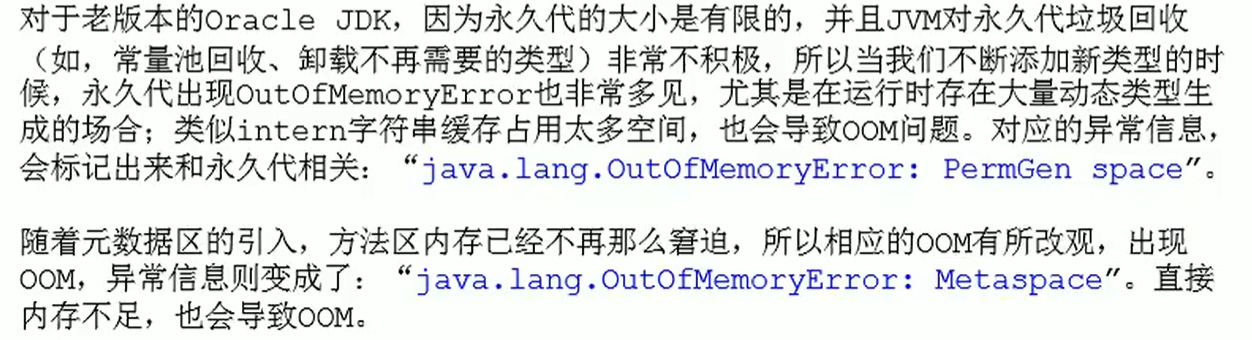 对于老版本的Oracle JDK，因为永久代的大小是有限的，并且JVM对永久代垃圾回收
（如，常量池回收、卸载不再需要的类型）非常不积极，所以当我们不断添加新类型的时
候，永久代出现OutOfMemoryError也非常多见，尤其是在运行时存在大量动态类型生
成的场合；类似intern字符串缓存占用太多空间，也会导致OOM问题。对应的异常信息，
会标记出来和永久代相关：“java.lang.OutOfMemoryError: PermGen space”。
随着元数据区的引入，方法区内存已经不再那么窘迫，所以相应的OOM有所改观，出现
OOM，异常信息则变成了：“java.lang.OutOfMemoryError: Metaspace”。直接
内存不足，也会导致OOM。